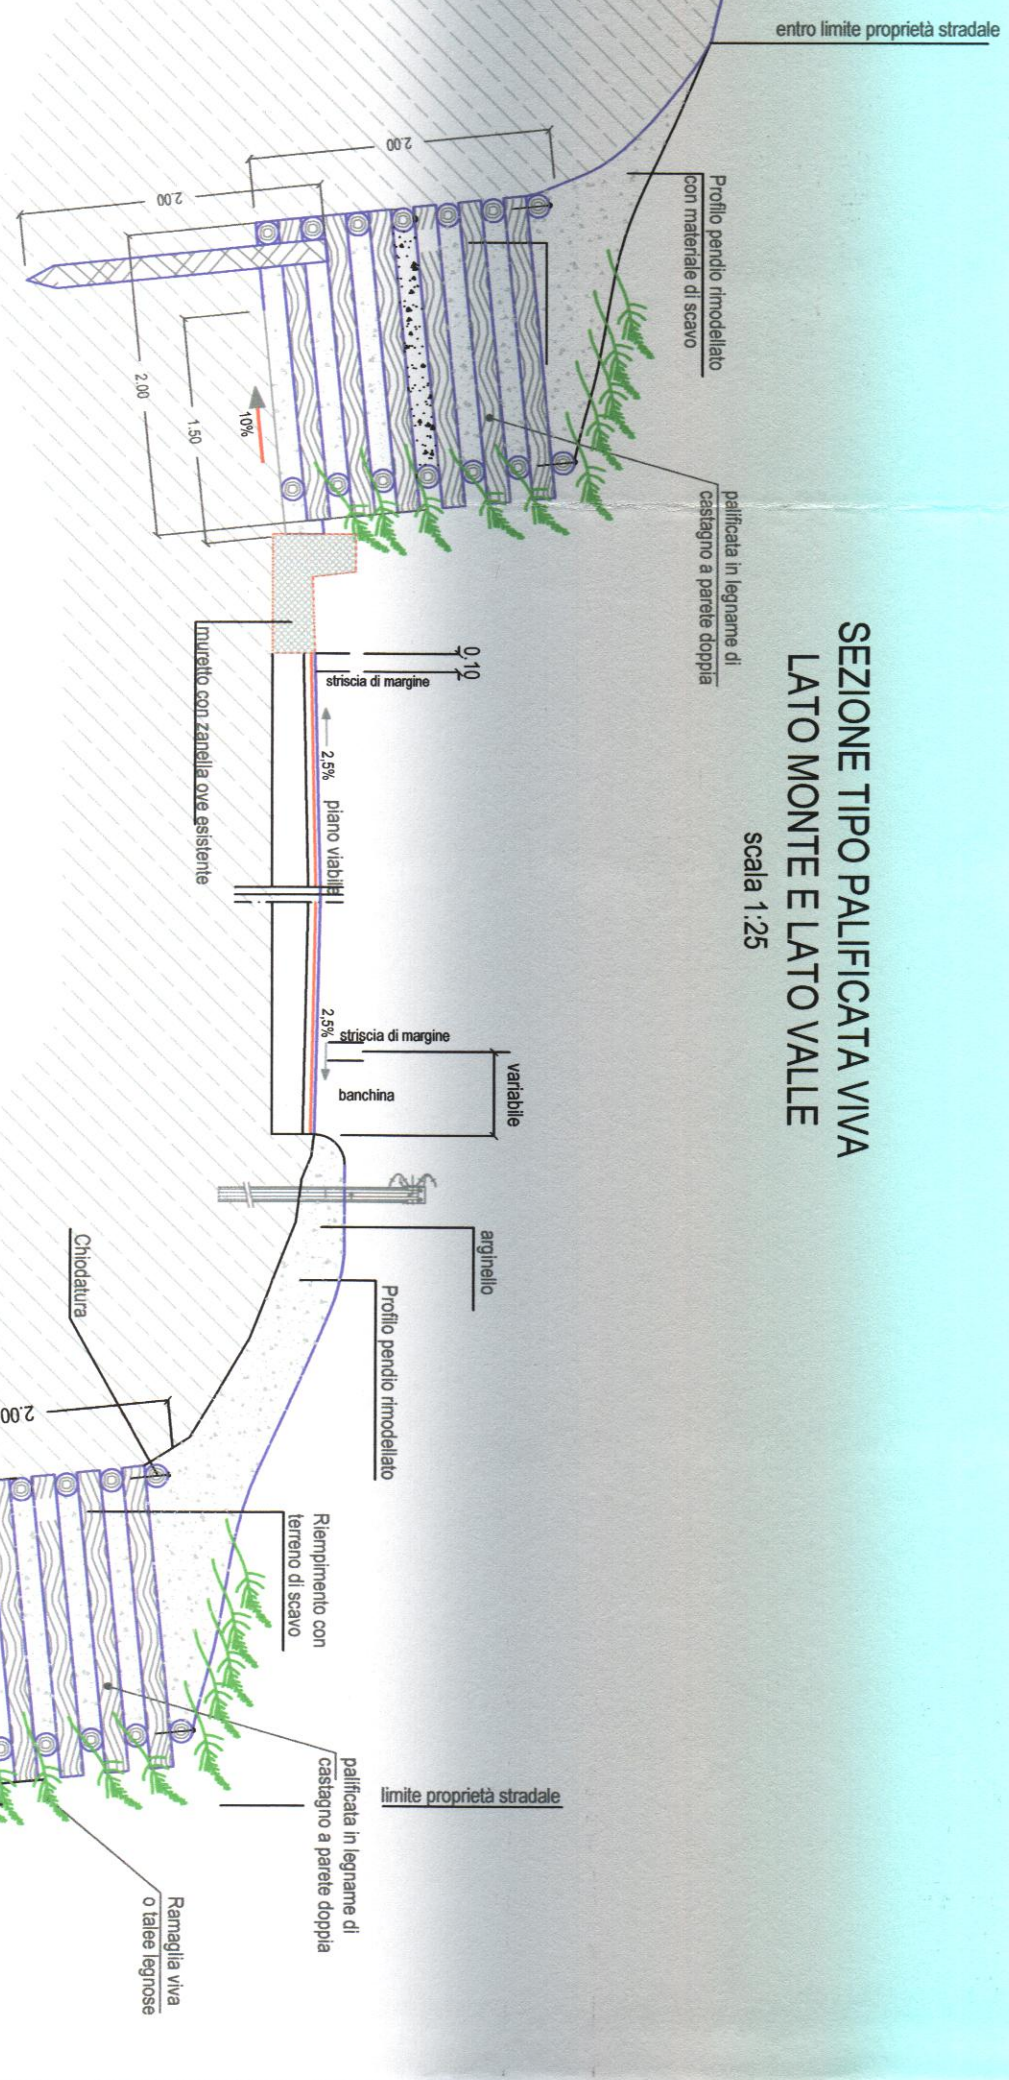 SEZIONE TIPO PALIFICATA VIVA
LATO MONTE E LATO VALLE
scala 1:25
entro limite proprietà stradale
Profilo pendio rimodellato
con materiale di scavo
palificata in legname di
castagno a parete doppia
2.00
2.00
2.00
1.50
10%
muretto con zanella ove esistente
0,10
striscia di margine
2,5%
piano viabile
2,5%
striscia di margine
banchina
variabile
arginello
Profilo pendio rimodellato
Chiodatura
2.00
Riempimento con
terreno di scavo
palificata in legname di
castagno a parete doppia
limite proprietà stradale
Ramaglia viva
o talee legnose